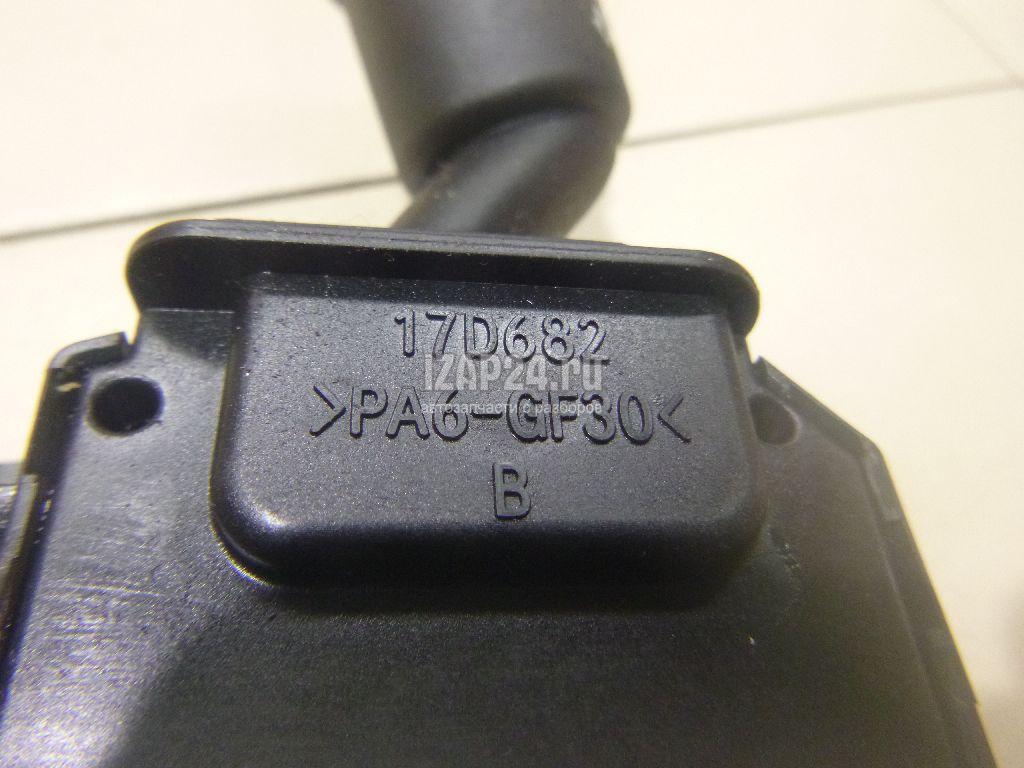 17D682
IZAP24.ru
автозапчасти с разборов
>PA6-GF30<
B